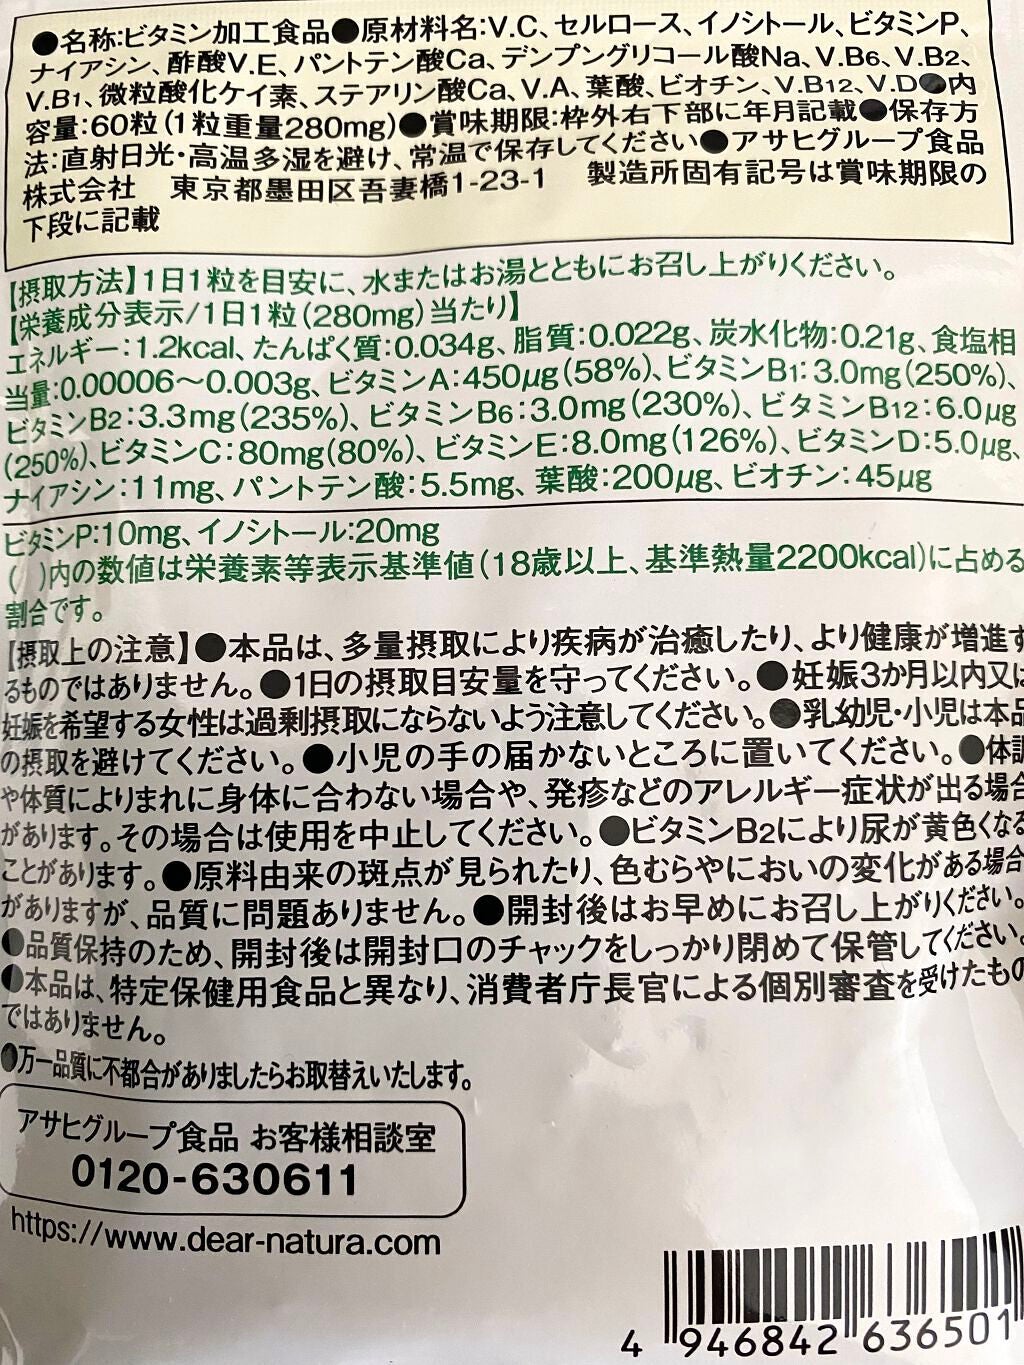 ●名称:ビタミン加工食品●原材料名:V.C、セルロース、イノシトール、ビタミンP、
ナイアシン、酢酸V.E、パントテン酸Ca、デンプングリコール酸Na、V.B6、V.B2、
V.B1、微粒酸化ケイ素、ステアリン酸Ca、V.A、葉酸、ビオチン、V.B12、V.D●内
容量:60粒(1粒重量280mg)●賞味期限:枠外右下部に年月記載●保存方
法:直射日光・高温多湿を避け、常温で保存してください●アサヒグループ食品
株式会社 東京都墨田区吾妻橋1-23-1 製造所固有記号は賞味期限の
下段に記載
【摂取方法】1日1粒を目安に、水またはお湯とともにお召し上がりください。
【栄養成分表示/1日1粒(280mg)当たり】
エネルギー:1.2kcal、たんぱく質:0.034g、脂質:0.022g、炭水化物:0.21g、食塩相
当量:0.00006〜0.003g、ビタミンA:450μg(58%)、ビタミンB1:3.0mg(250%)、
ビタミンB2:3.3mg(235%)、ビタミンB6:3.0mg(230%)、ビタミンB12:6.0μg
(250%)、ビタミンC:80mg(80%)、ビタミンE:8.0mg(126%)、ビタミンD:5.0μg、
ナイアシン:11mg、パントテン酸:5.5mg、葉酸:200μg、ビオチン:45μg
ビタミンP:10mg、イノシトール:20mg
( )内の数値は栄養素等表示基準値(18歳以上、基準熱量2200kcal)に占める
割合です。
【摂取上の注意】●本品は、多量摂取により疾病が治癒したり、より健康が増進す
るものではありません。●1日の摂取目安量を守ってください。●妊娠3か月以内又は
妊娠を希望する女性は過剰摂取にならないよう注意してください。●乳幼児・小児は本品
の摂取を避けてください。●小児の手の届かないところに置いてください。●体調
や体質によりまれに身体に合わない場合や、発疹などのアレルギー症状が出る場合
があります。その場合は使用を中止してください。●ビタミンB2により尿が黄色くなる
ことがあります。●原料由来の斑点が見られたり、色むらやにおいの変化がある場合
がありますが、品質に問題ありません。●開封後はお早めにお召し上がりください。
●品質保持のため、開封後は開封口のチャックをしっかり閉めて保管してください。
●本品は、特定保健用食品と異なり、消費者庁長官による個別審査を受けたもの
ではありません。
●万一品質に不都合がありましたらお取替えいたします。
アサヒグループ食品 お客様相談室
0120-630611
https://www.dear-natura.com
4 946842 636501